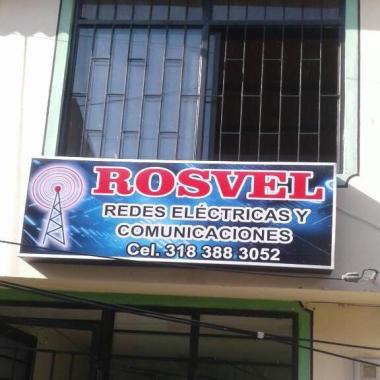 ROSVEL
REDES ELÉCTRICAS Y
COMUNICACIONES
Cel. 318 388 3052